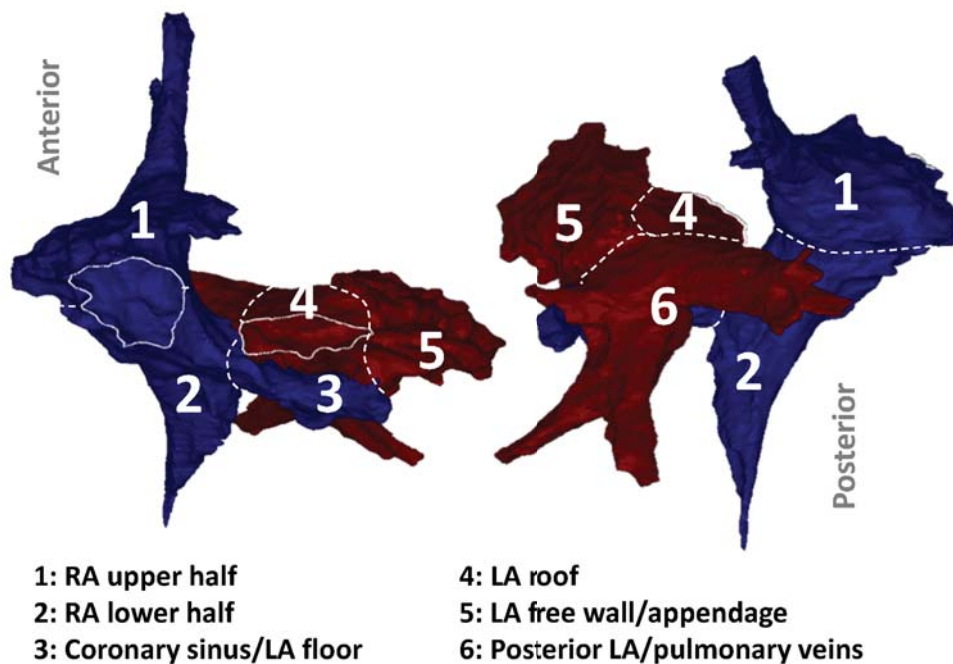 Anterior
1
2
3
4
5
5
4
6
1
2
Posterior
1: RA upper half
2: RA lower half
3: Coronary sinus/LA floor
4: LA roof
5: LA free wall/appendage
6: Posterior LA/pulmonary veins